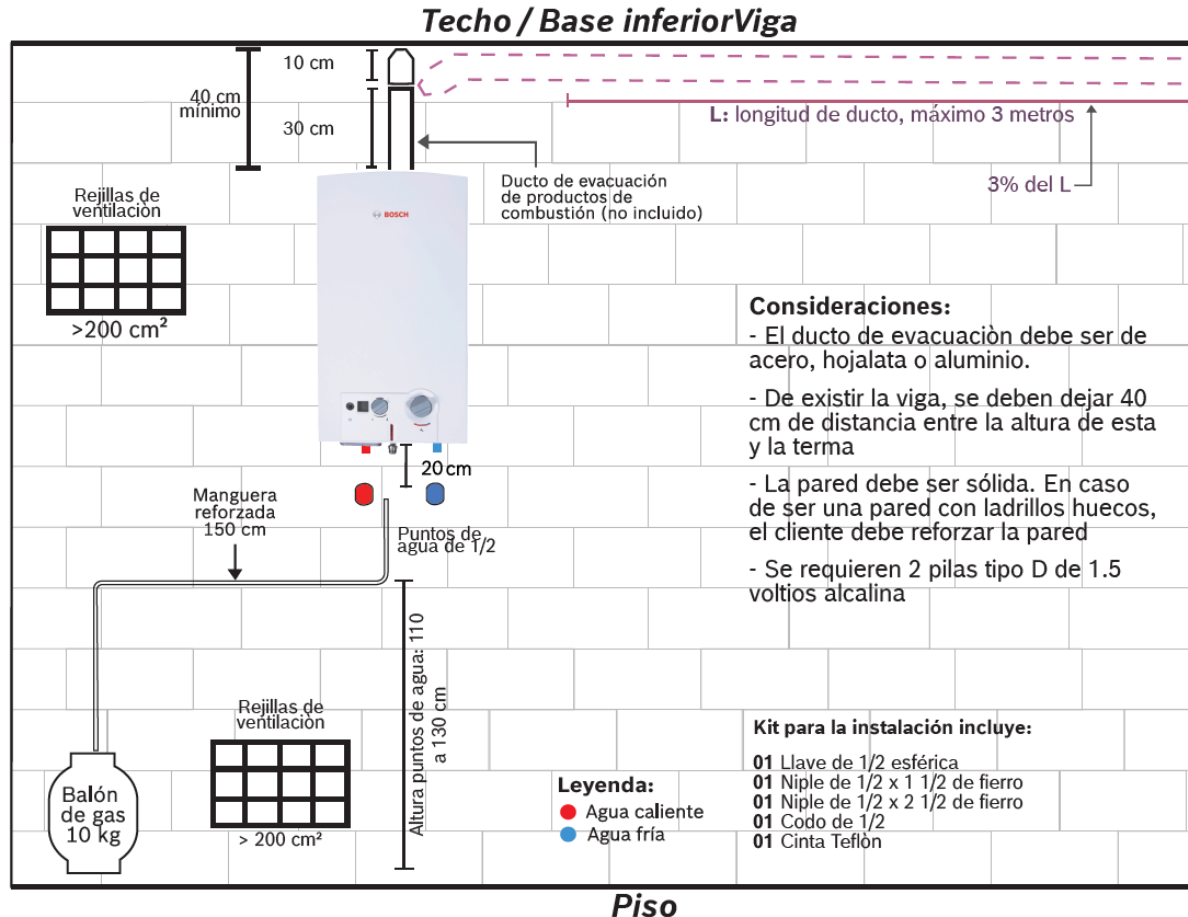 Techo / Base inferiorViga
10 cm
40 cm
mínimo
30 cm
L: longitud de ducto, máximo 3 metros
3% del L
Ducto de evacuación
de productos de
combustión (no incluido)
Rejillas de
ventilaciòn
>200 cm²
BOSCH
Consideraciones:
- El ducto de evacuaciòn debe ser de
acero, hojalata o aluminio.
- De existir la viga, se deben dejar 40
cm de distancia entre la altura de esta
y la terma
- La pared debe ser sólida. En caso
de ser una pared con ladrillos huecos,
el cliente debe reforzar la pared
- Se requieren 2 pilas tipo D de 1.5
voltios alcalina
20 cm
Manguera
reforzada
150 cm
Puntos de
agua de 1/2
Altura puntos de agua: 110
a 130 cm
Rejillas de
ventilaciòn
> 200 cm²
Balón
de gas
10 kg
Leyenda:
Agua caliente
Agua fría
Kit para la instalación incluye:
01 Llave de 1/2 esférica
01 Niple de 1/2 x 1 1/2 de fierro
01 Niple de 1/2 x 2 1/2 de fierro
01 Codo de 1/2
01 Cinta Teflòn
Piso